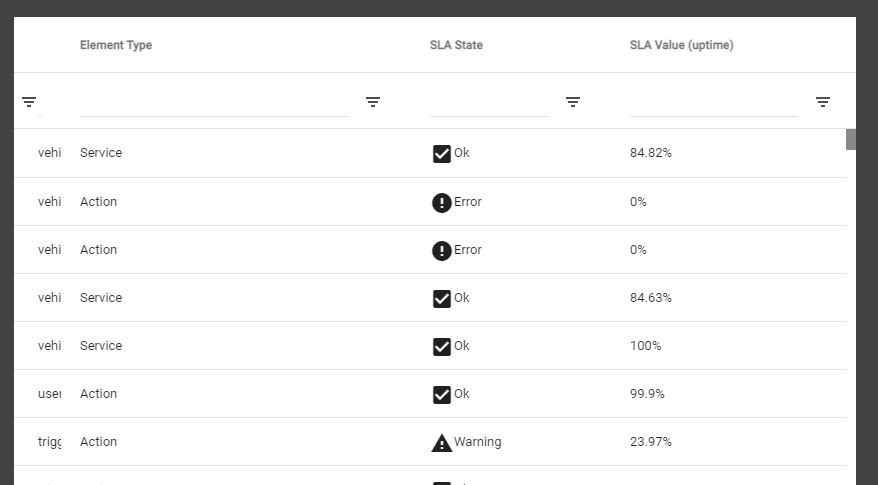 Element Type SLA State SLA Value (uptime)
vehi Service Ok 84.82%
vehi Action Error 0%
vehi Action Error 0%
vehi Service Ok 84.63%
vehi Service Ok 100%
user Action Ok 99.9%
trigg Action Warning 23.97%